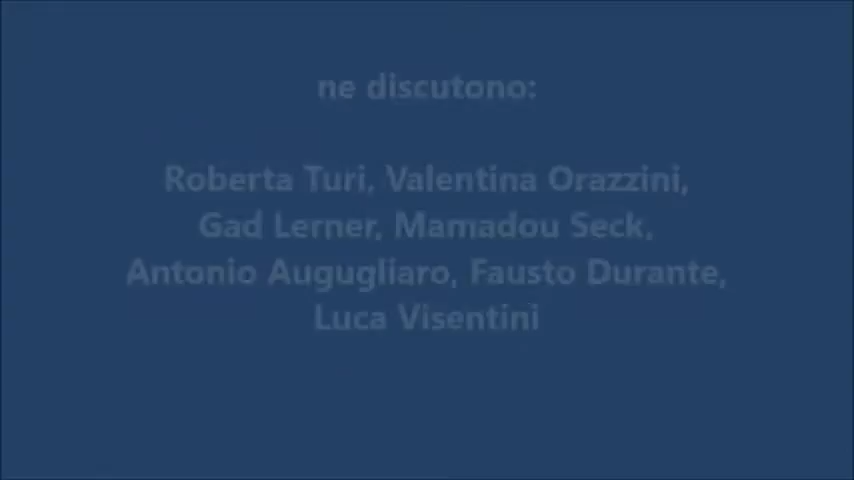 ne discutono:
Roberta Turi, Valentina Orazzini,
Gad Lerner, Mamadou Seck,
Antonio Augugliaro, Fausto Durante,
Luca Visentini